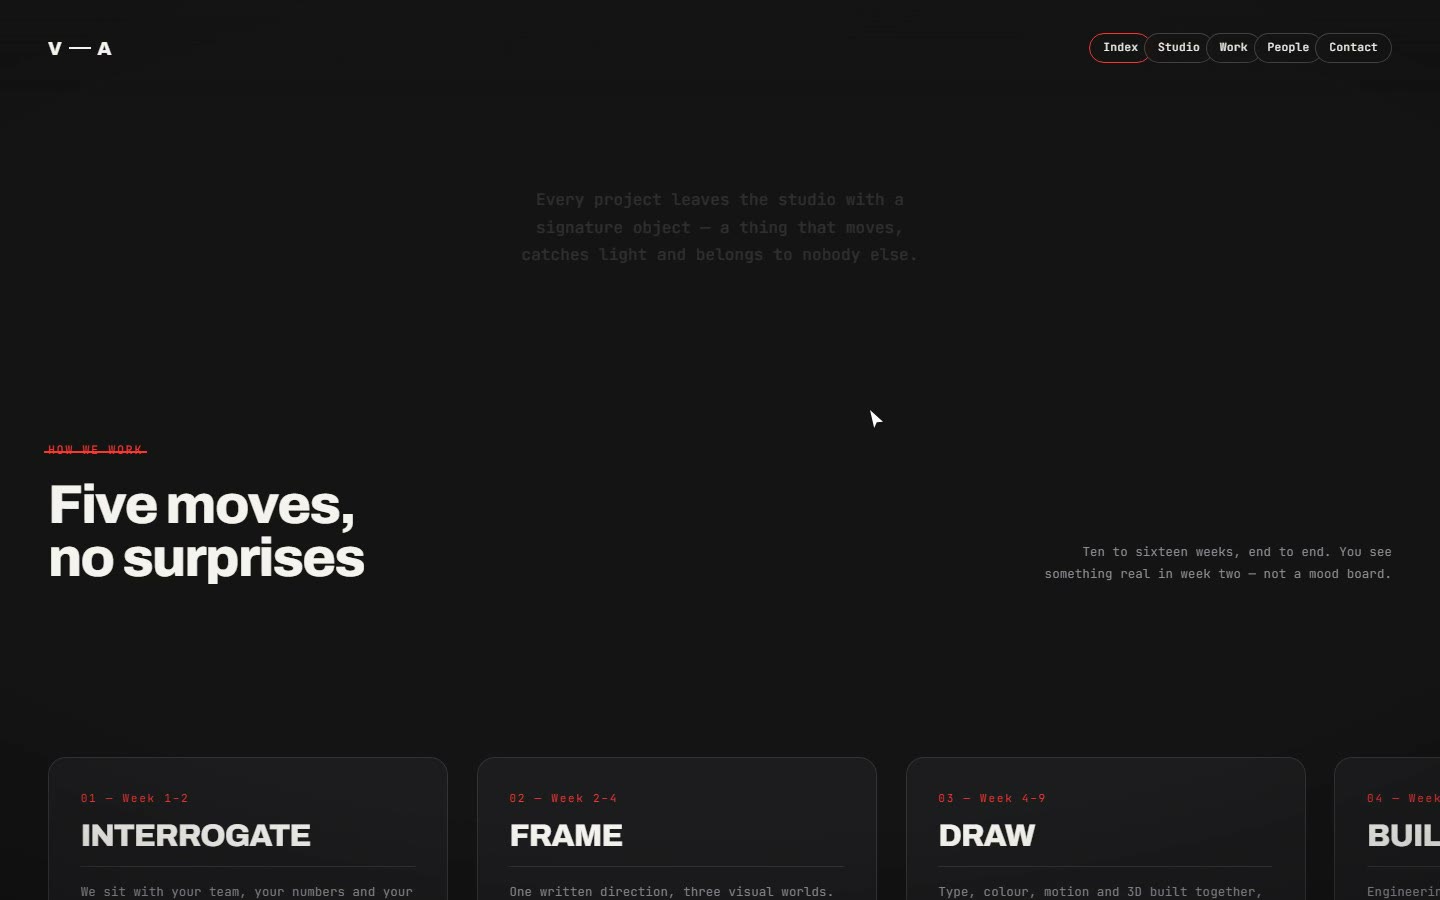 V — A
Index
Studio
Work
People
Contact
Every project leaves the studio with a
signature object — a thing that moves,
catches light and belongs to nobody else.
HOW WE WORK
Five moves,
no surprises
Ten to sixteen weeks, end to end. You see
something real in week two — not a mood board.
01 — Week 1–2
INTERROGATE
We sit with your team, your numbers and your
02 — Week 2–4
FRAME
One written direction, three visual worlds.
03 — Week 4–9
DRAW
Type, colour, motion and 3D built together,
04 — Week
BUIL
Engineerin